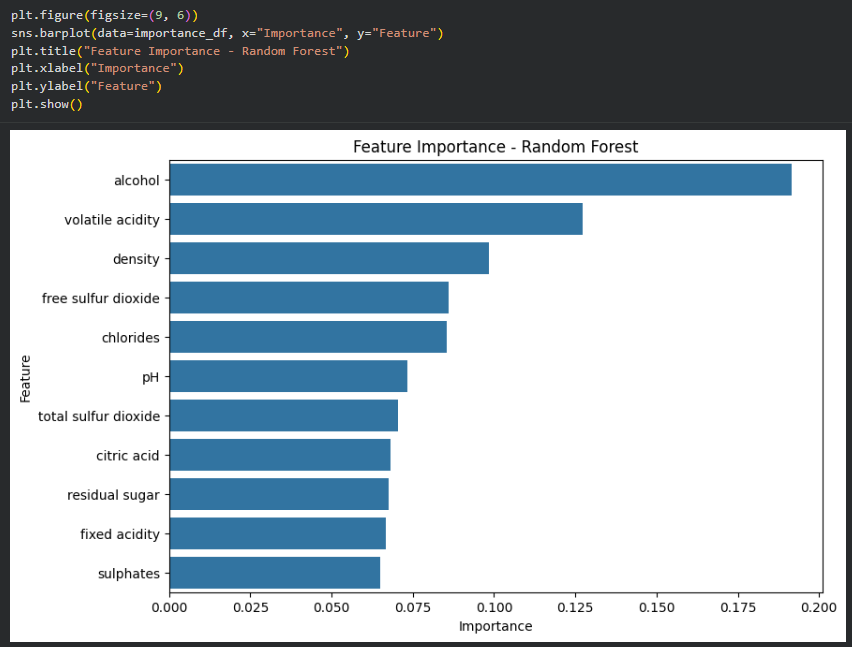 plt.figure(figsize=(9, 6))
sns.barplot(data=importance_df, x="Importance", y="Feature")
plt.title("Feature Importance - Random Forest")
plt.xlabel("Importance")
plt.ylabel("Feature")
plt.show()
Feature Importance - Random Forest
alcohol
volatile acidity
density
free sulfur dioxide
chlorides
pH
total sulfur dioxide
citric acid
residual sugar
fixed acidity
sulphates
Feature
0.000 0.025 0.050 0.075 0.100 0.125 0.150 0.175 0.200
Importance